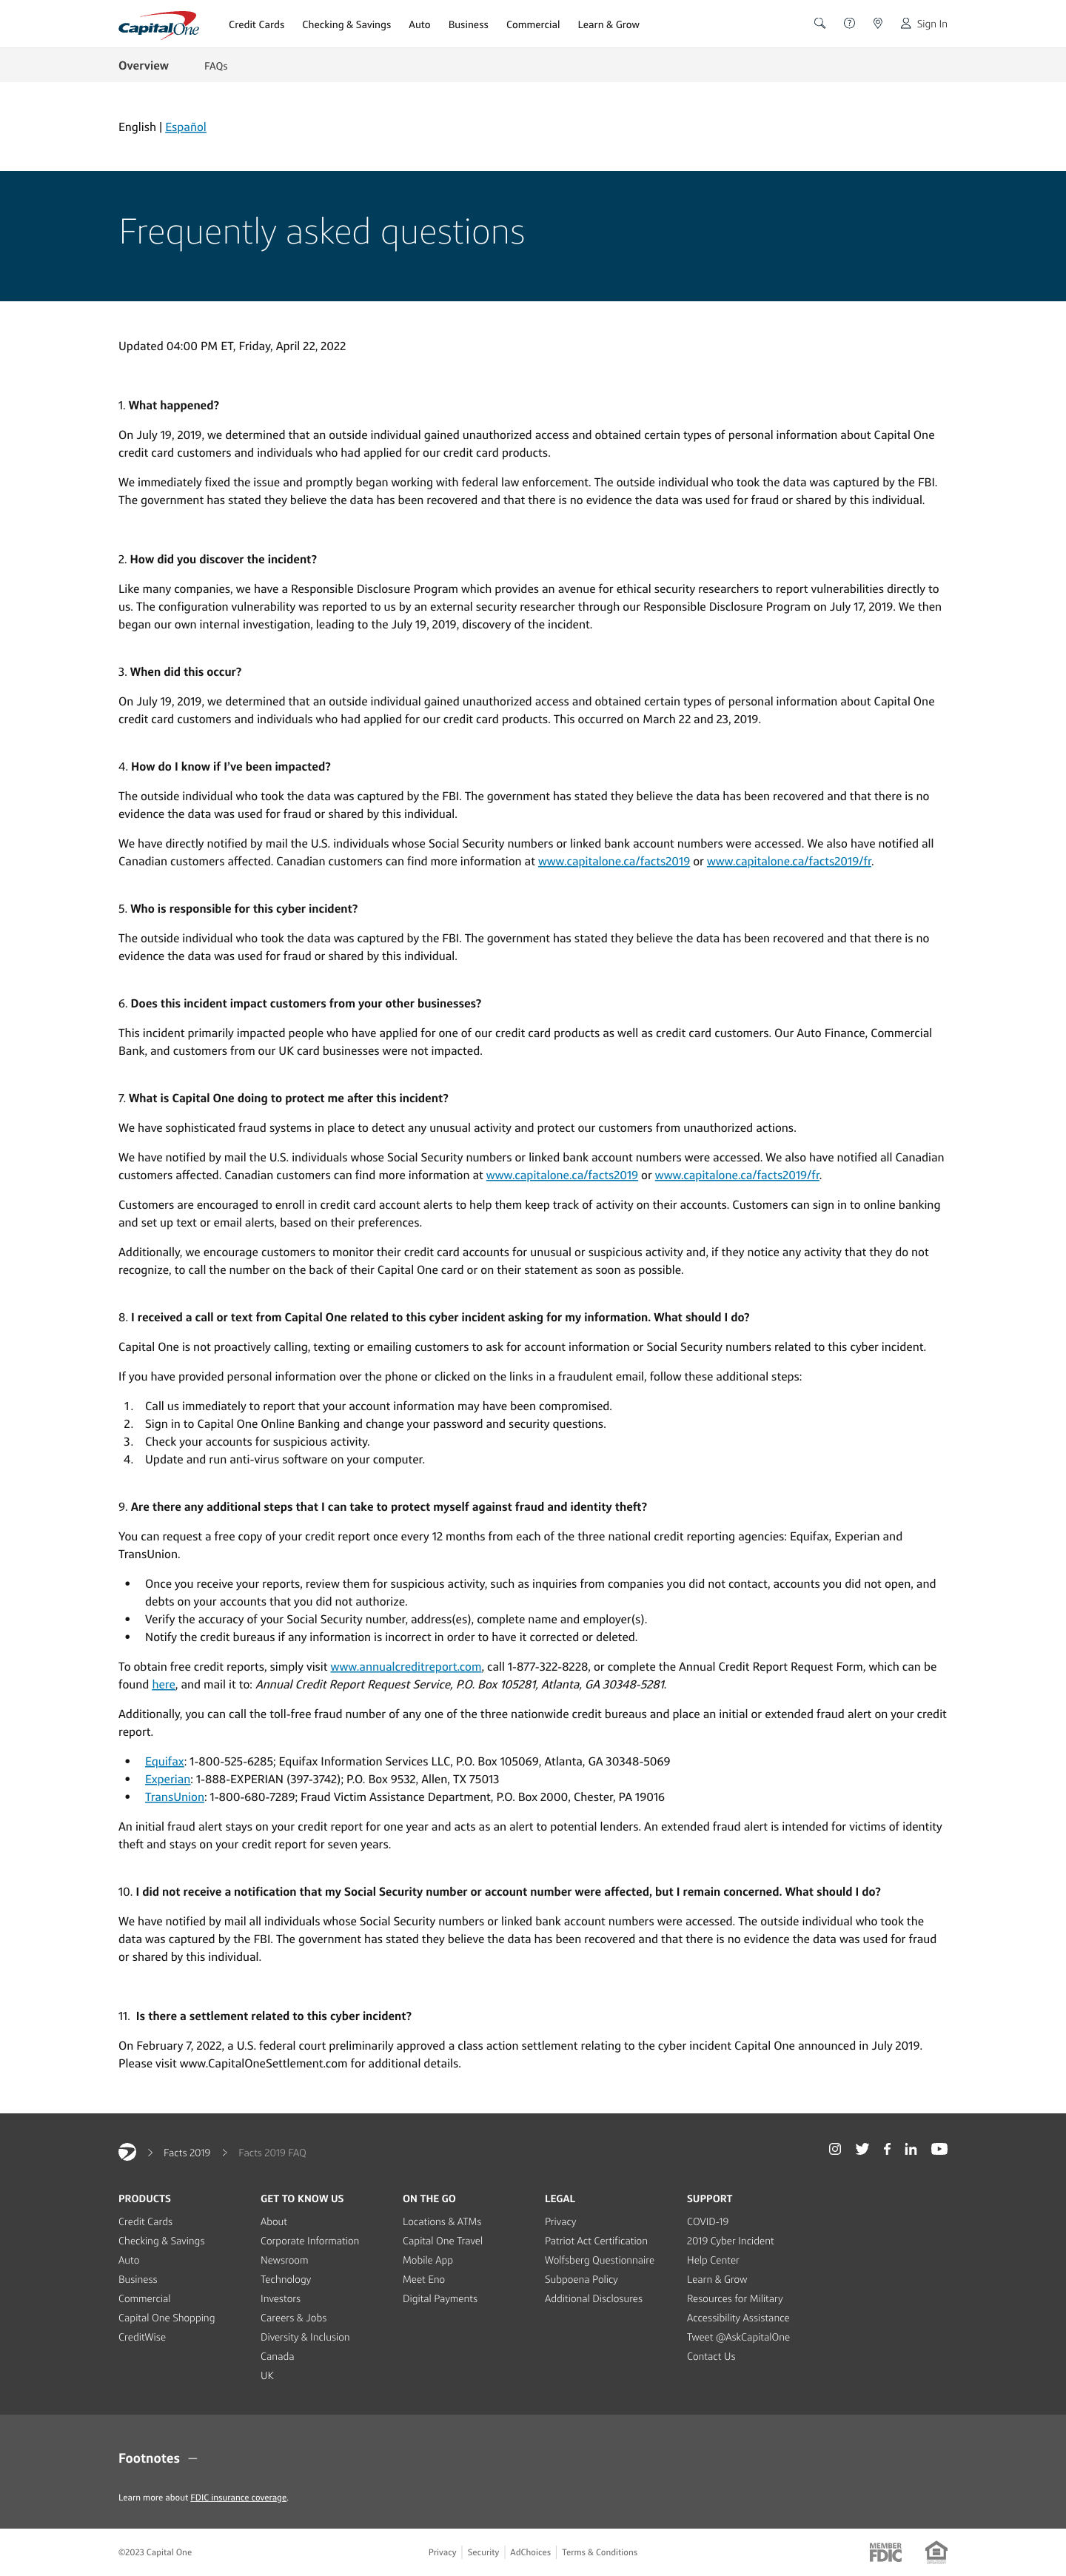 Capital One
Credit Cards Checking & Savings Auto Business Commercial Learn & Grow Sign In
Overview FAQs
English | Español
Frequently asked questions
Updated 04:00 PM ET, Friday, April 22, 2022
1. What happened?
On July 19, 2019, we determined that an outside individual gained unauthorized access and obtained certain types of personal information about Capital One
credit card customers and individuals who had applied for our credit card products.
We immediately fixed the issue and promptly began working with federal law enforcement. The outside individual who took the data was captured by the FBI.
The government has stated they believe the data has been recovered and that there is no evidence the data was used for fraud or shared by this individual.
2. How did you discover the incident?
Like many companies, we have a Responsible Disclosure Program which provides an avenue for ethical security researchers to report vulnerabilities directly to
us. The configuration vulnerability was reported to us by an external security researcher through our Responsible Disclosure Program on July 17, 2019. We then
began our own internal investigation, leading to the July 19, 2019, discovery of the incident.
3. When did this occur?
On July 19, 2019, we determined that an outside individual gained unauthorized access and obtained certain types of personal information about Capital One
credit card customers and individuals who had applied for our credit card products. This occurred on March 22 and 23, 2019.
4. How do I know if I've been impacted?
The outside individual who took the data was captured by the FBI. The government has stated they believe the data has been recovered and that there is no
evidence the data was used for fraud or shared by this individual.
We have directly notified by mail the U.S. individuals whose Social Security numbers or linked bank account numbers were accessed. We also have notified all
Canadian customers affected. Canadian customers can find more information at www.capitalone.ca/facts2019 or www.capitalone.ca/facts2019/fr.
5. Who is responsible for this cyber incident?
The outside individual who took the data was captured by the FBI. The government has stated they believe the data has been recovered and that there is no
evidence the data was used for fraud or shared by this individual.
6. Does this incident impact customers from your other businesses?
This incident primarily impacted people who have applied for one of our credit card products as well as credit card customers. Our Auto Finance, Commercial
Bank, and customers from our UK card businesses were not impacted.
7. What is Capital One doing to protect me after this incident?
We have sophisticated fraud systems in place to detect any unusual activity and protect our customers from unauthorized actions.
We have notified by mail the U.S. individuals whose Social Security numbers or linked bank account numbers were accessed. We also have notified all Canadian
customers affected. Canadian customers can find more information at www.capitalone.ca/facts2019 or www.capitalone.ca/facts2019/fr.
Customers are encouraged to enroll in credit card account alerts to help them keep track of activity on their accounts. Customers can sign in to online banking
and set up text or email alerts, based on their preferences.
Additionally, we encourage customers to monitor their credit card accounts for unusual or suspicious activity and, if they notice any activity that they do not
recognize, to call the number on the back of their Capital One card or on their statement as soon as possible.
8. I received a call or text from Capital One related to this cyber incident asking for my information. What should I do?
Capital One is not proactively calling, texting or emailing customers to ask for account information or Social Security numbers related to this cyber incident.
If you have provided personal information over the phone or clicked on the links in a fraudulent email, follow these additional steps:
1. Call us immediately to report that your account information may have been compromised.
2. Sign in to Capital One Online Banking and change your password and security questions.
3. Check your accounts for suspicious activity.
4. Update and run anti-virus software on your computer.
9. Are there any additional steps that I can take to protect myself against fraud and identity theft?
You can request a free copy of your credit report once every 12 months from each of the three national credit reporting agencies: Equifax, Experian and
TransUnion.
• Once you receive your reports, review them for suspicious activity, such as inquiries from companies you did not contact, accounts you did not open, and
debts on your accounts that you did not authorize.
• Verify the accuracy of your Social Security number, address(es), complete name and employer(s).
• Notify the credit bureaus if any information is incorrect in order to have it corrected or deleted.
To obtain free credit reports, simply visit www.annualcreditreport.com, call 1-877-322-8228, or complete the Annual Credit Report Request Form, which can be
found here, and mail it to: Annual Credit Report Request Service, P.O. Box 105281, Atlanta, GA 30348-5281.
Additionally, you can call the toll-free fraud number of any one of the three nationwide credit bureaus and place an initial or extended fraud alert on your credit
report.
• Equifax: 1-800-525-6285; Equifax Information Services LLC, P.O. Box 105069, Atlanta, GA 30348-5069
• Experian: 1-888-EXPERIAN (397-3742); P.O. Box 9532, Allen, TX 75013
• TransUnion: 1-800-680-7289; Fraud Victim Assistance Department, P.O. Box 2000, Chester, PA 19016
An initial fraud alert stays on your credit report for one year and acts as an alert to potential lenders. An extended fraud alert is intended for victims of identity
theft and stays on your credit report for seven years.
10. I did not receive a notification that my Social Security number or account number were affected, but I remain concerned. What should I do?
We have notified by mail all individuals whose Social Security numbers or linked bank account numbers were accessed. The outside individual who took the
data was captured by the FBI. The government has stated they believe the data has been recovered and that there is no evidence the data was used for fraud
or shared by this individual.
11. Is there a settlement related to this cyber incident?
On February 7, 2022, a U.S. federal court preliminarily approved a class action settlement relating to the cyber incident Capital One announced in July 2019.
Please visit www.CapitalOneSettlement.com for additional details.
Facts 2019 Facts 2019 FAQ
PRODUCTS
Credit Cards
Checking & Savings
Auto
Business
Commercial
Capital One Shopping
CreditWise
GET TO KNOW US
About
Corporate Information
Newsroom
Technology
Investors
Careers & Jobs
Diversity & Inclusion
Canada
UK
ON THE GO
Locations & ATMs
Capital One Travel
Mobile App
Meet Eno
Digital Payments
LEGAL
Privacy
Patriot Act Certification
Wolfsberg Questionnaire
Subpoena Policy
Additional Disclosures
SUPPORT
COVID-19
2019 Cyber Incident
Help Center
Learn & Grow
Resources for Military
Accessibility Assistance
Tweet @AskCapitalOne
Contact Us
Footnotes
Learn more about FDIC insurance coverage.
©2023 Capital One Privacy Security AdChoices Terms & Conditions MEMBER
FDIC